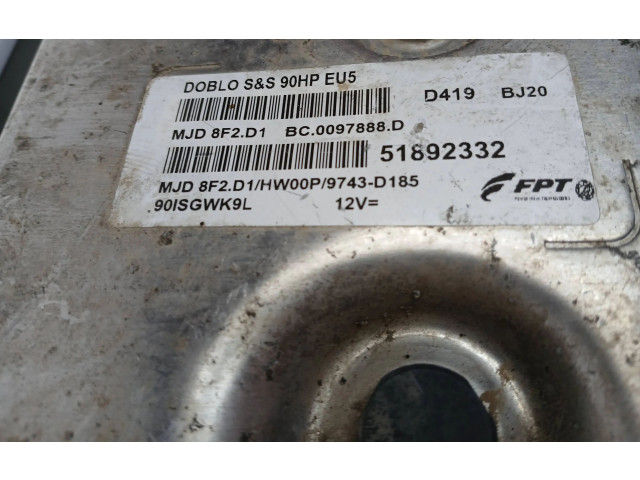 DOBLO S&S 90HP EU5
D419 BJ20
MJD 8F2.D1 BC.0097888.D
51892332
MJD 8F2.D1/HW00P/9743-D185
FPT
90ISGWK9L 12V=